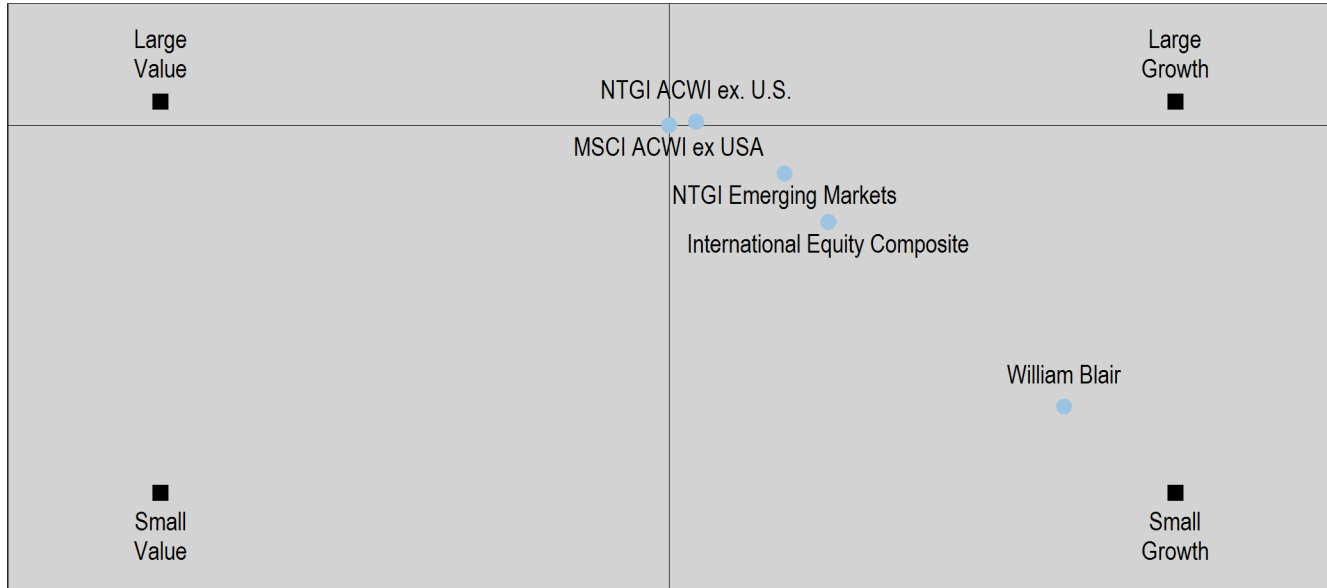 Large
Value
Large
Growth
NTGI ACWI ex. U.S.
MSCI ACWI ex USA
NTGI Emerging Markets
International Equity Composite
William Blair
Small
Value
Small
Growth